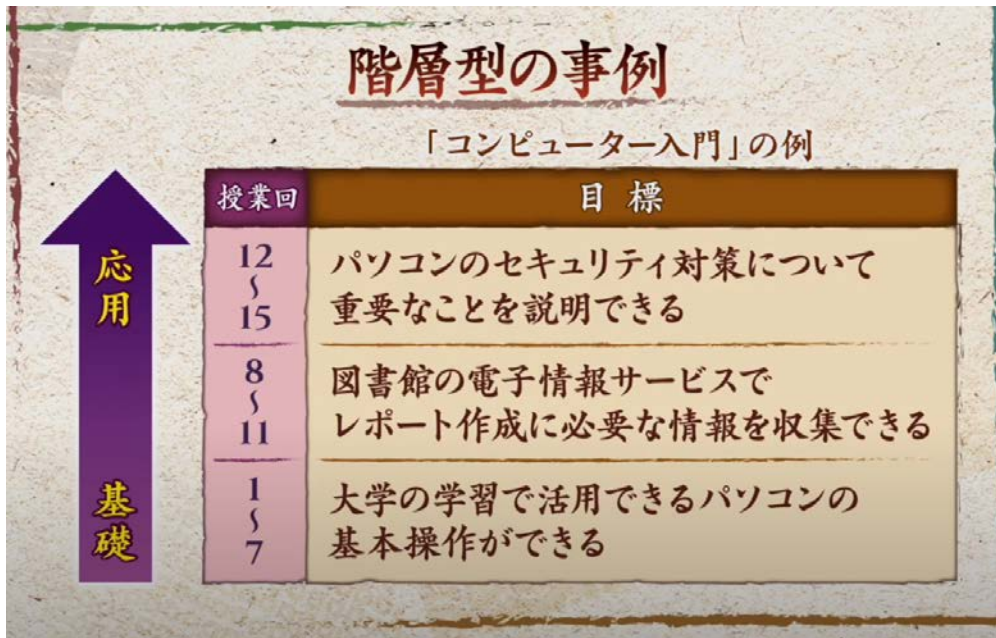 階層型の事例
「コンピューター入門」の例
授業回
目標
応用
12
〜
15
パソコンのセキュリティ対策について
重要なことを説明できる
8
〜
11
図書館の電子情報サービスで
レポート作成に必要な情報を収集できる
基礎
1
〜
7
大学の学習で活用できるパソコンの
基本操作ができる